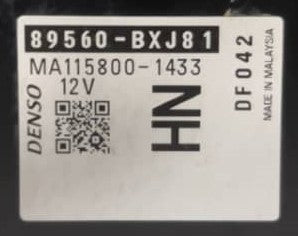 89560-BXJ81
MA115800-1433
12V
DENSO
HN
DF042
MADE IN MALAYSIA